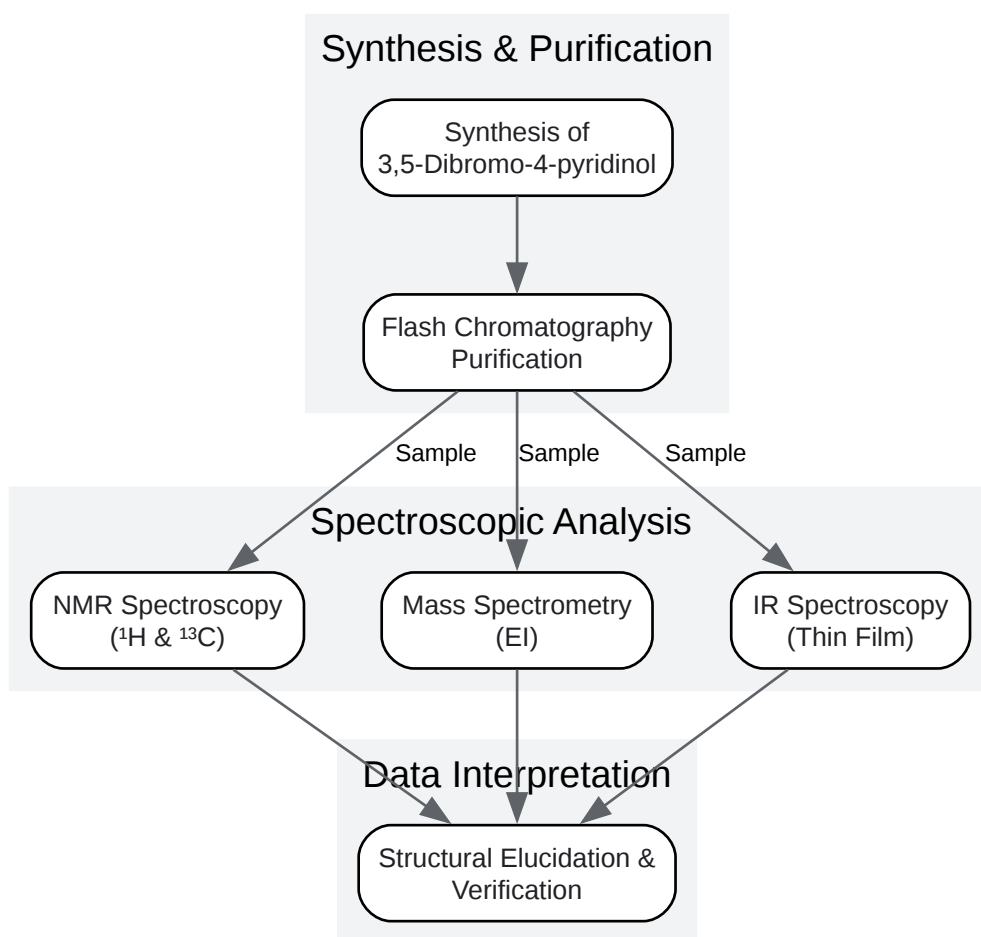 Synthesis & Purification
Synthesis of
3,5-Dibromo-4-pyridinol
Flash Chromatography
Purification
Sample
Sample
Sample
Spectroscopic Analysis
NMR Spectroscopy
(¹H & ¹³C)
Mass Spectrometry
(EI)
IR Spectroscopy
(Thin Film)
Data Interpretation
Structural Elucidation &
Verification